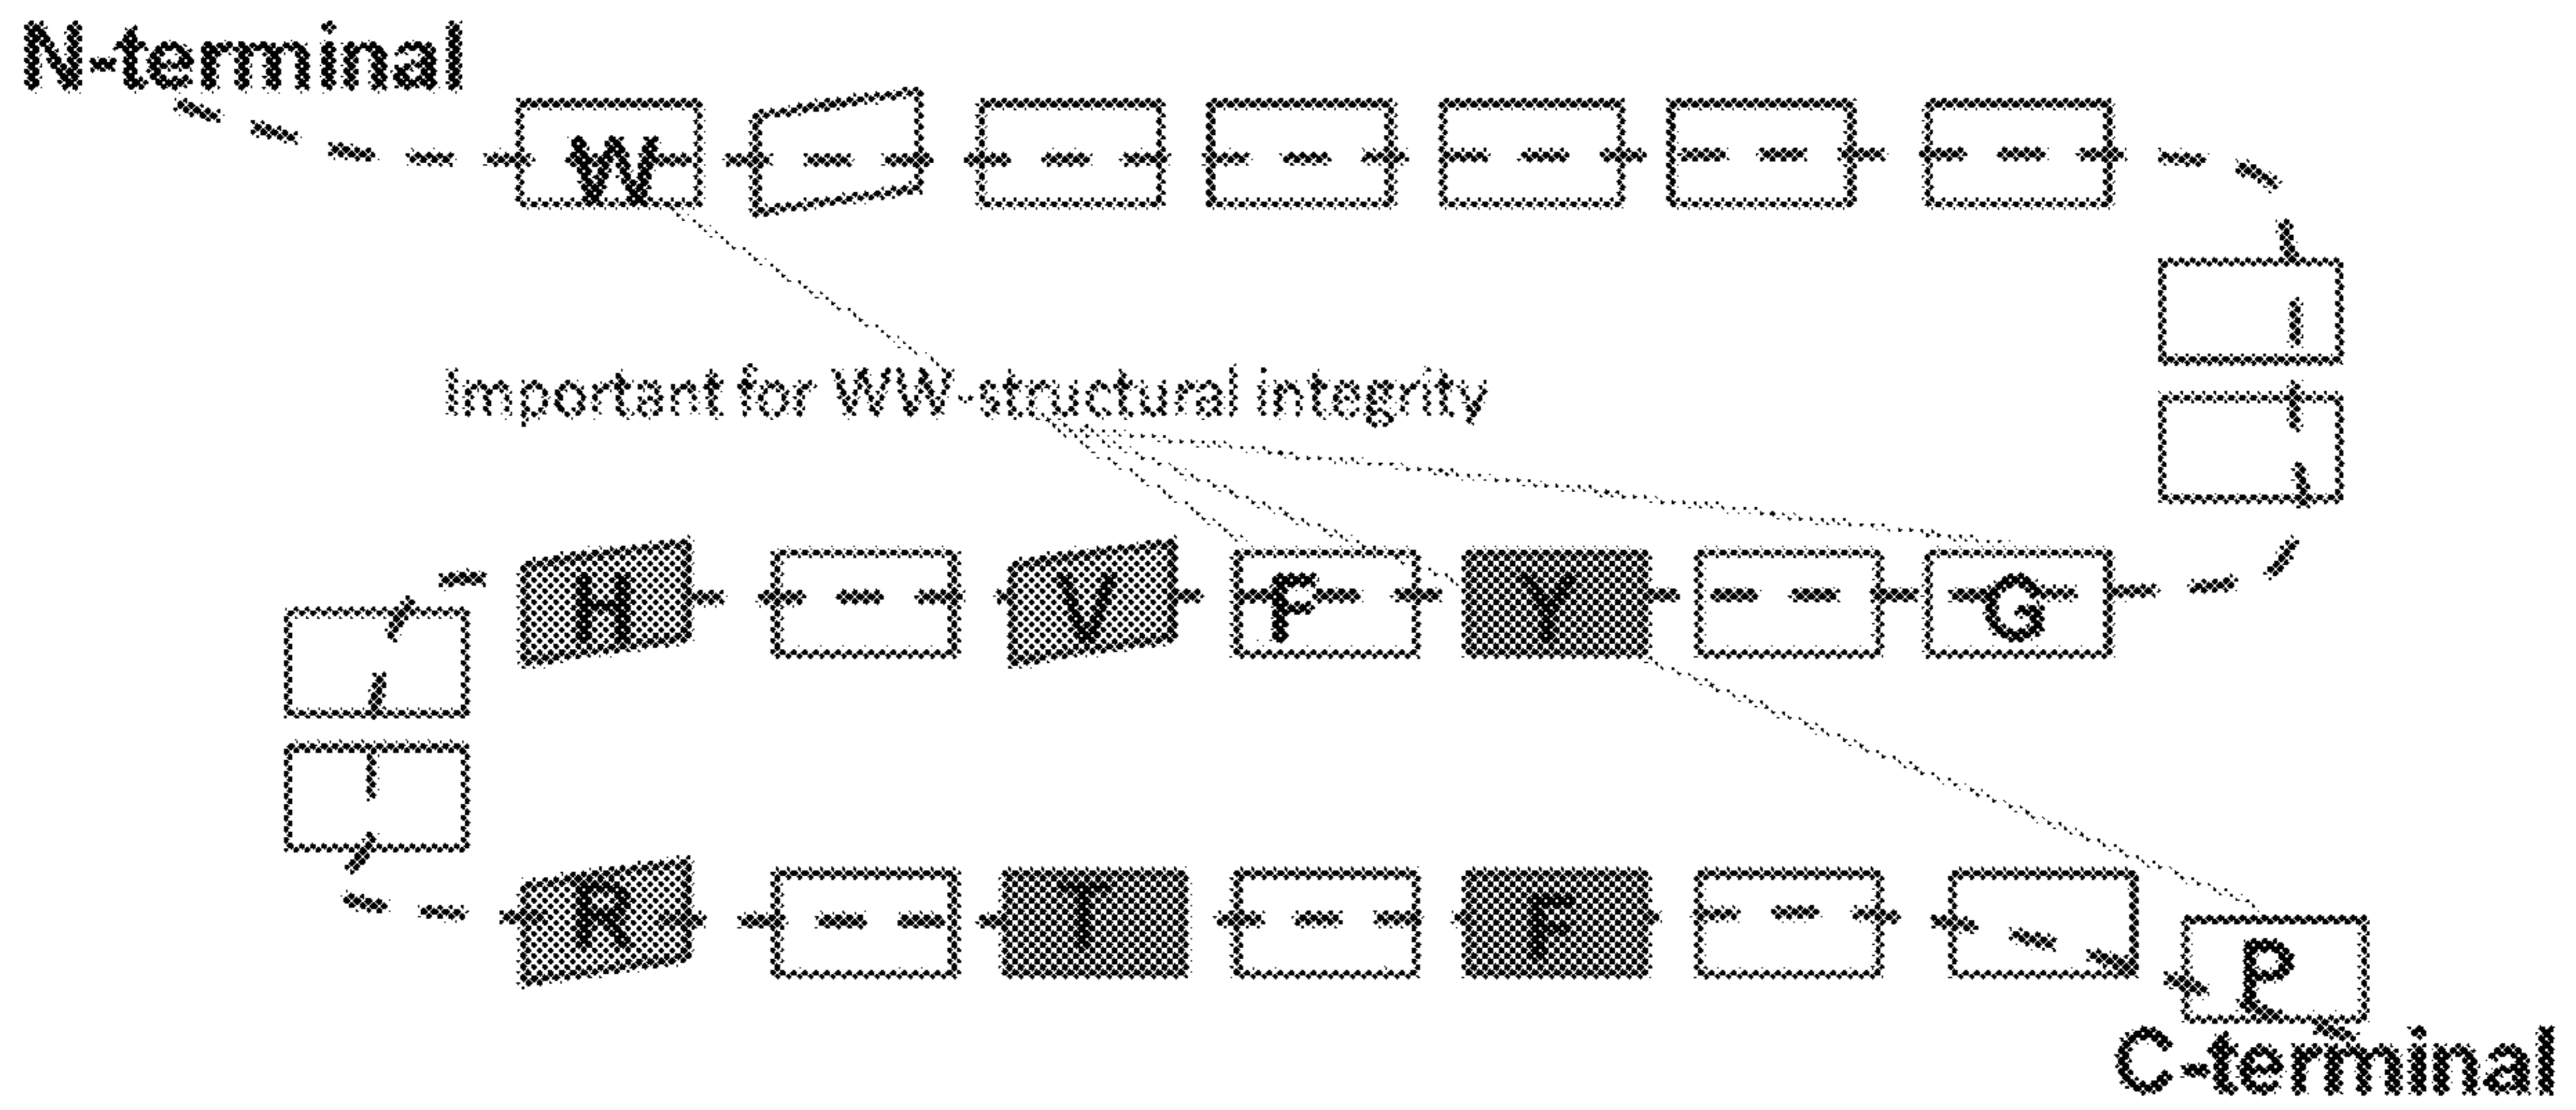 N-terminal
W
Important for WW-structural integrity
H V F Y G
R T F
P
C-terminal